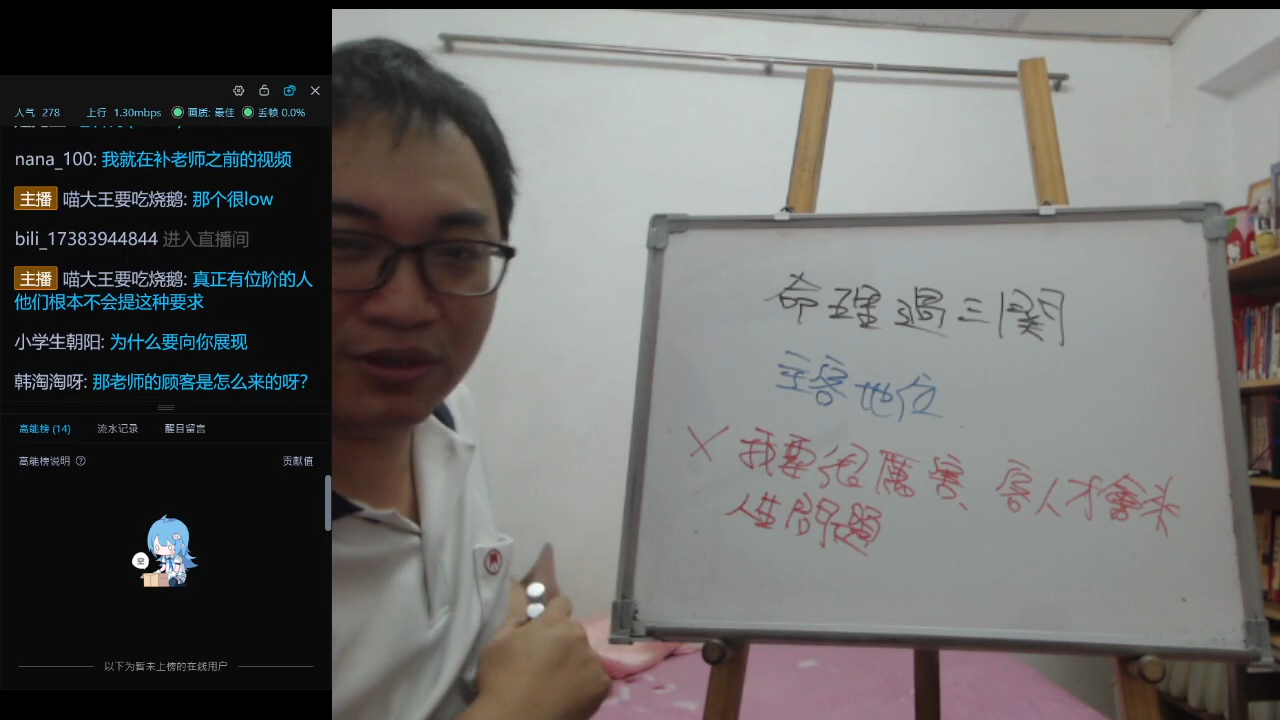 人气 278 上行 1.30mbps 画质: 最佳 丢帧 0.0%
nana_100: 我就在补老师之前的视频
主播 喵大王要吃烧鹅: 那个很low
bili_17383944844 进入直播间
主播 喵大王要吃烧鹅: 真正有位阶的人
他们根本不会提这种要求
小学生朝阳: 为什么要向你展现
韩淘淘呀: 那老师的顾客是怎么来的呀?
高能榜 (14) 流水记录 醒目留言
高能榜说明 贡献值
空
以下为暂未上榜的在线用户
命理過三関
主客地位
X 我要很厲害、客人才會来
人生問題